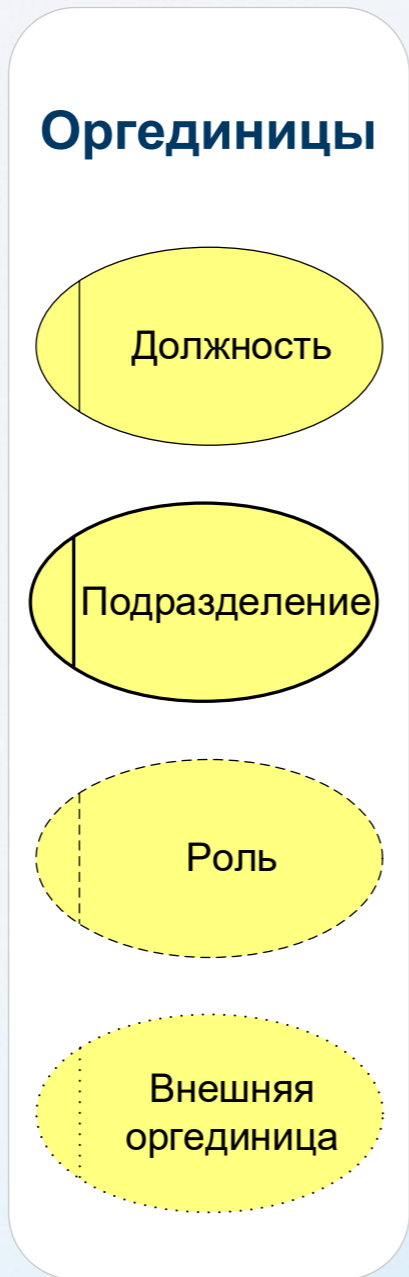 Оргединицы
Должность
Подразделение
Роль
Внешняя
оргединица